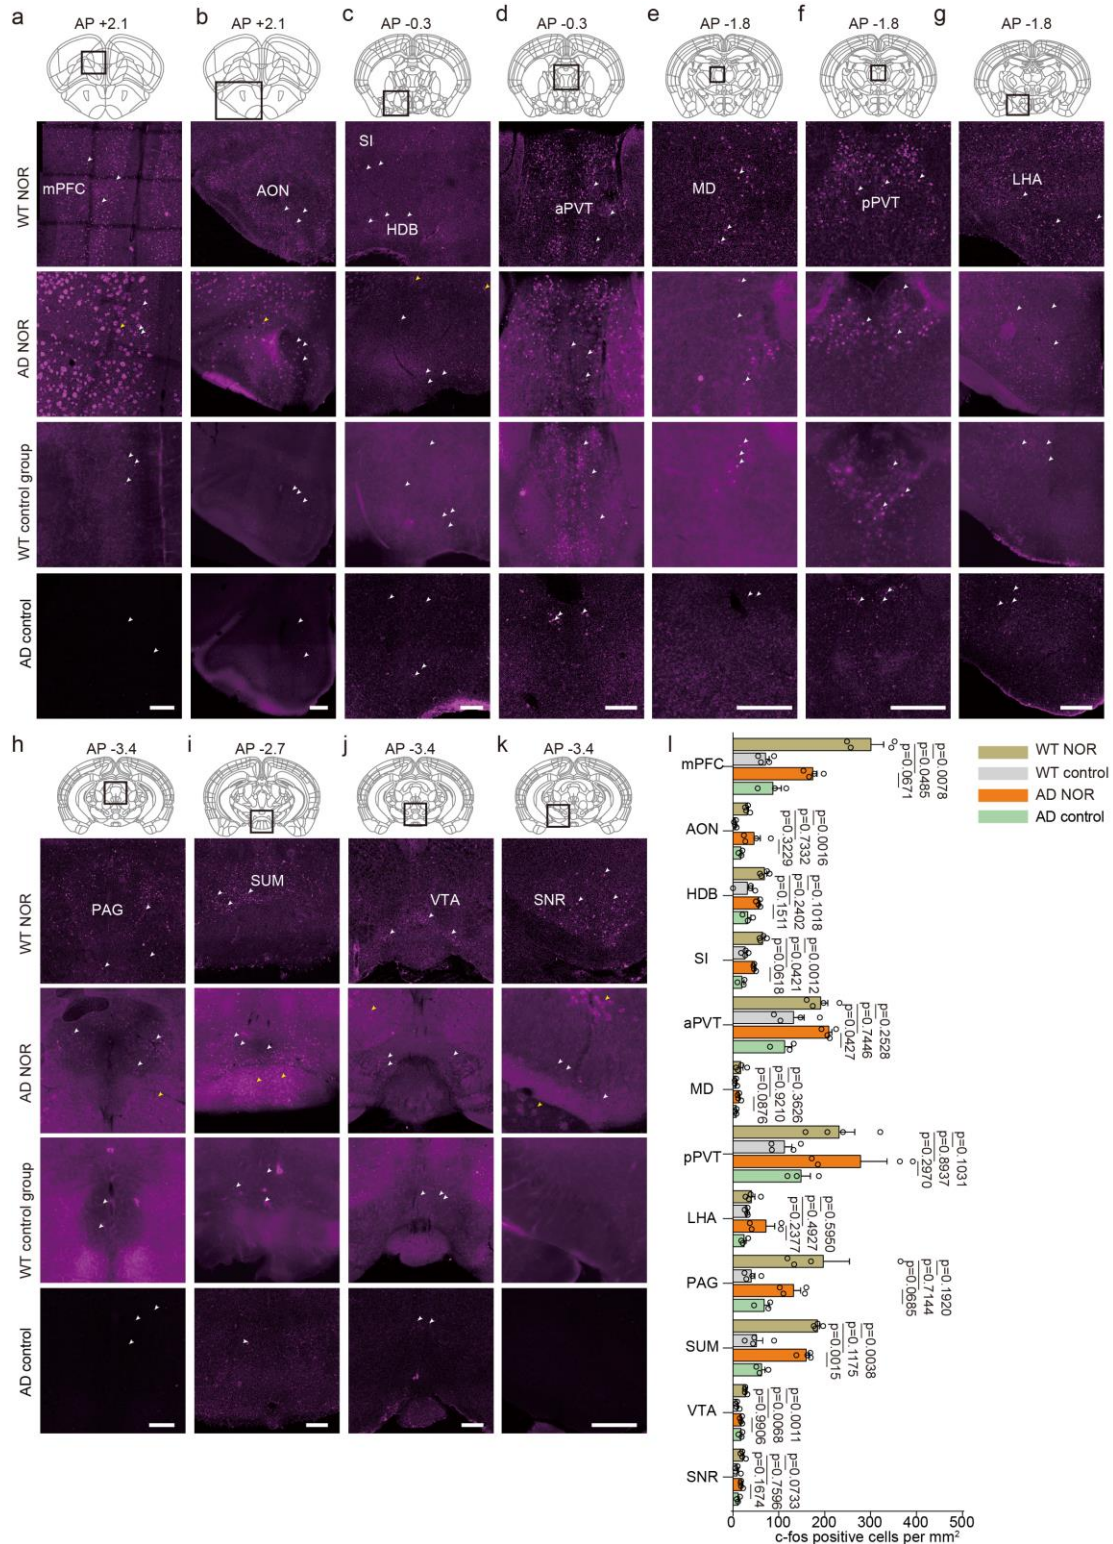 a b c d e f g
AP +2.1 AP +2.1 AP -0.3 AP -0.3 AP -1.8 AP -1.8 AP -1.8
WT NOR
mPFC AON SI HDB aPVT MD pPVT LHA
AD NOR
WT control group
AD control
h i j k l
AP -3.4 AP -2.7 AP -3.4 AP -3.4
WT NOR
PAG SUM VTA SNR
AD NOR
WT control group
AD control
WT NOR
WT control
AD NOR
AD control
mPFC
p=0.0078
p=0.0485
p=0.0671
AON
p=0.0016
p=0.7332
p=0.3229
HDB
p=0.1018
p=0.2402
p=0.1511
SI
p=0.0012
p=0.0421
p=0.0618
aPVT
p=0.2528
p=0.7446
p=0.0427
MD
p=0.3626
p=0.9210
p=0.0876
pPVT
p=0.1031
p=0.8937
p=0.2970
LHA
p=0.5950
p=0.4927
p=0.2377
PAG
p=0.1920
p=0.7144
p=0.0685
SUM
p=0.0038
p=0.1175
p=0.0015
VTA
p=0.0011
p=0.0068
p=0.9906
SNR
p=0.0733
p=0.7596
p=0.1674
0 100 200 300 400 500
c-fos positive cells per mm²